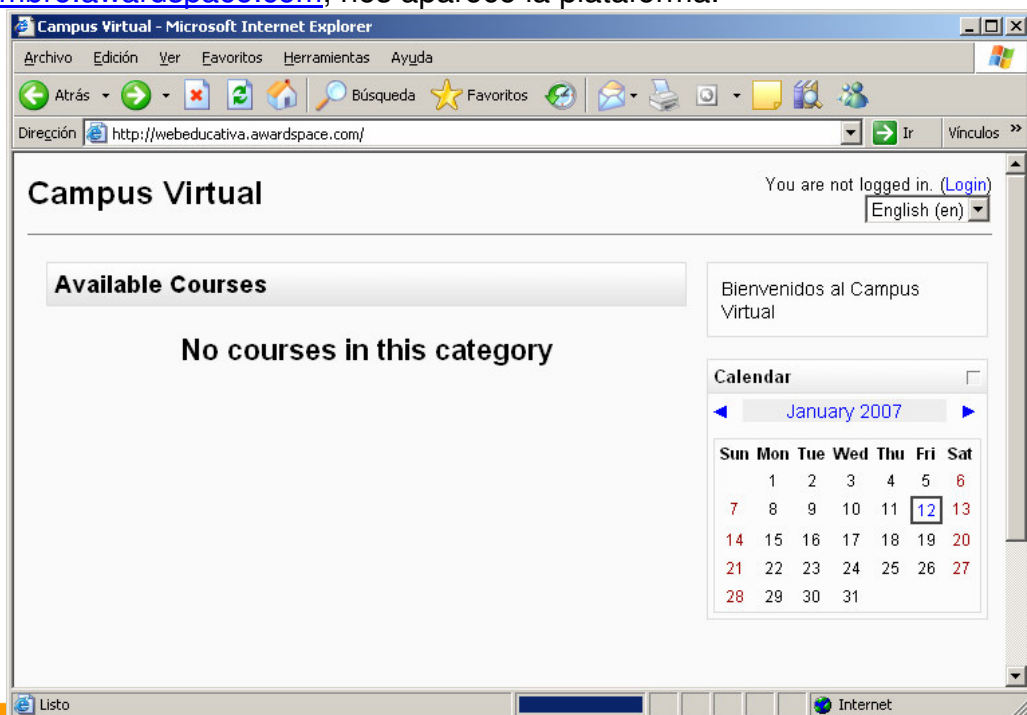 mbre.awardspace.com, nos aparece la plataforma:
Campus Virtual - Microsoft Internet Explorer
Archivo Edición Ver Favoritos Herramientas Ayuda
Atrás Búsqueda Favoritos
Dirección http://webeducativa.awardspace.com/ Ir Vínculos »
Campus Virtual
You are not logged in. (Login)
English (en)
Available Courses
No courses in this category
Bienvenidos al Campus
Virtual
Calendar
January 2007
Sun Mon Tue Wed Thu Fri Sat
1 2 3 4 5 6
7 8 9 10 11 12 13
14 15 16 17 18 19 20
21 22 23 24 25 26 27
28 29 30 31
Listo Internet